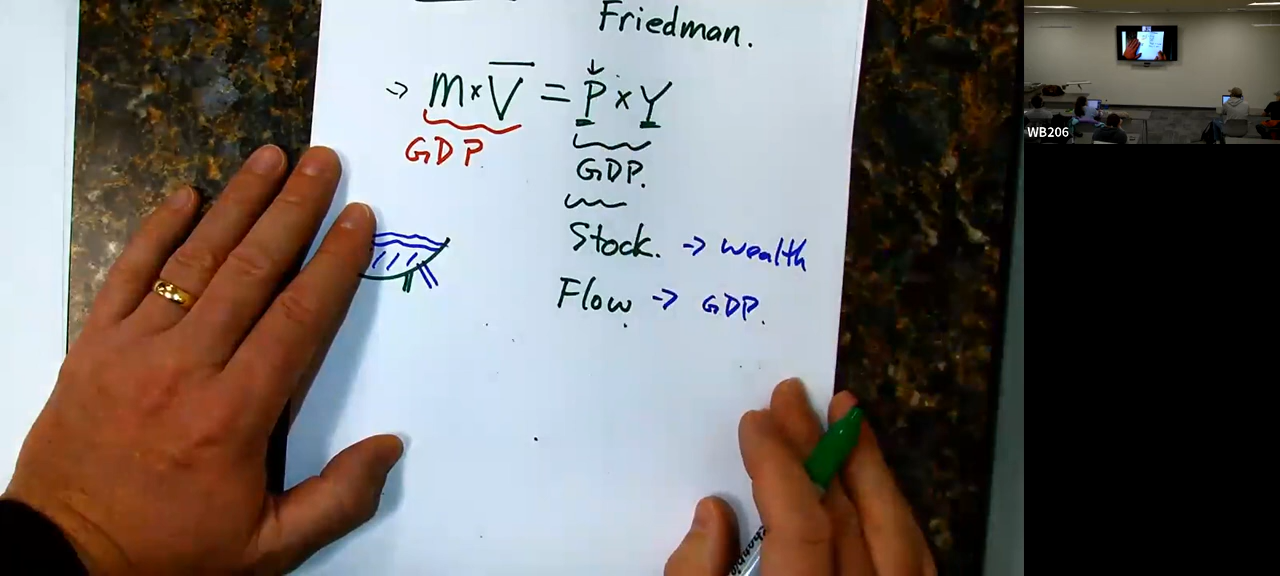 Friedman.
→ M × V̅ = P × Y
GDP
GDP.
Stock. → wealth
Flow → GDP.
WB206